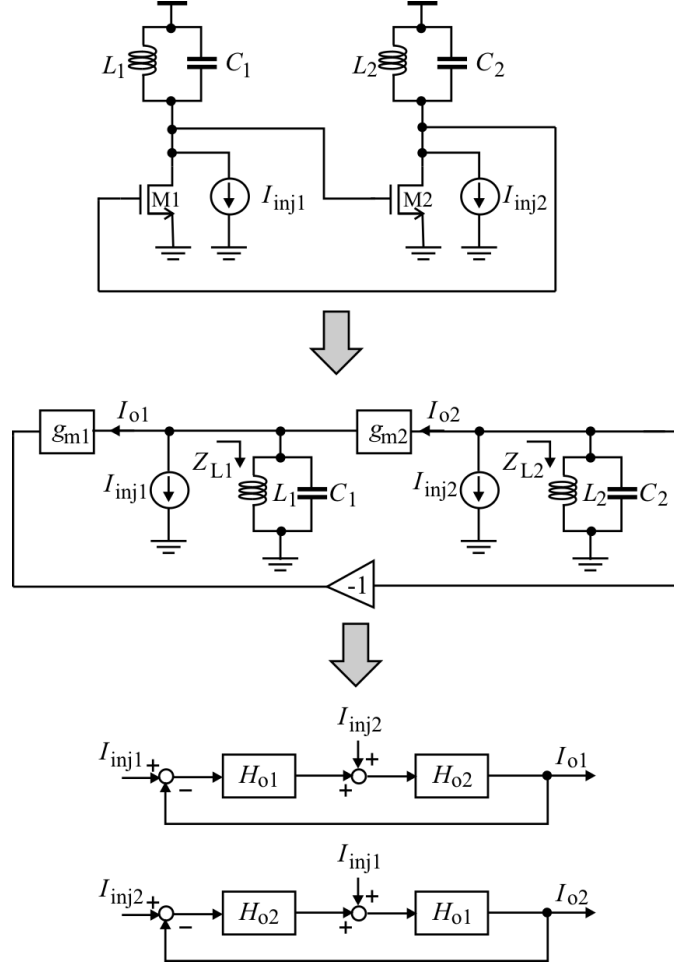 L1 C1 L2 C2
M1 Iinj1 M2 Iinj2
gm1 Io1 gm2 Io2
Iinj1 ZL1 L1 C1 Iinj2 ZL2 L2 C2
-1
Iinj2
Iinj1 + − Ho1 + + Ho2 Io1
Iinj1
Iinj2 + − Ho2 + + Ho1 Io2